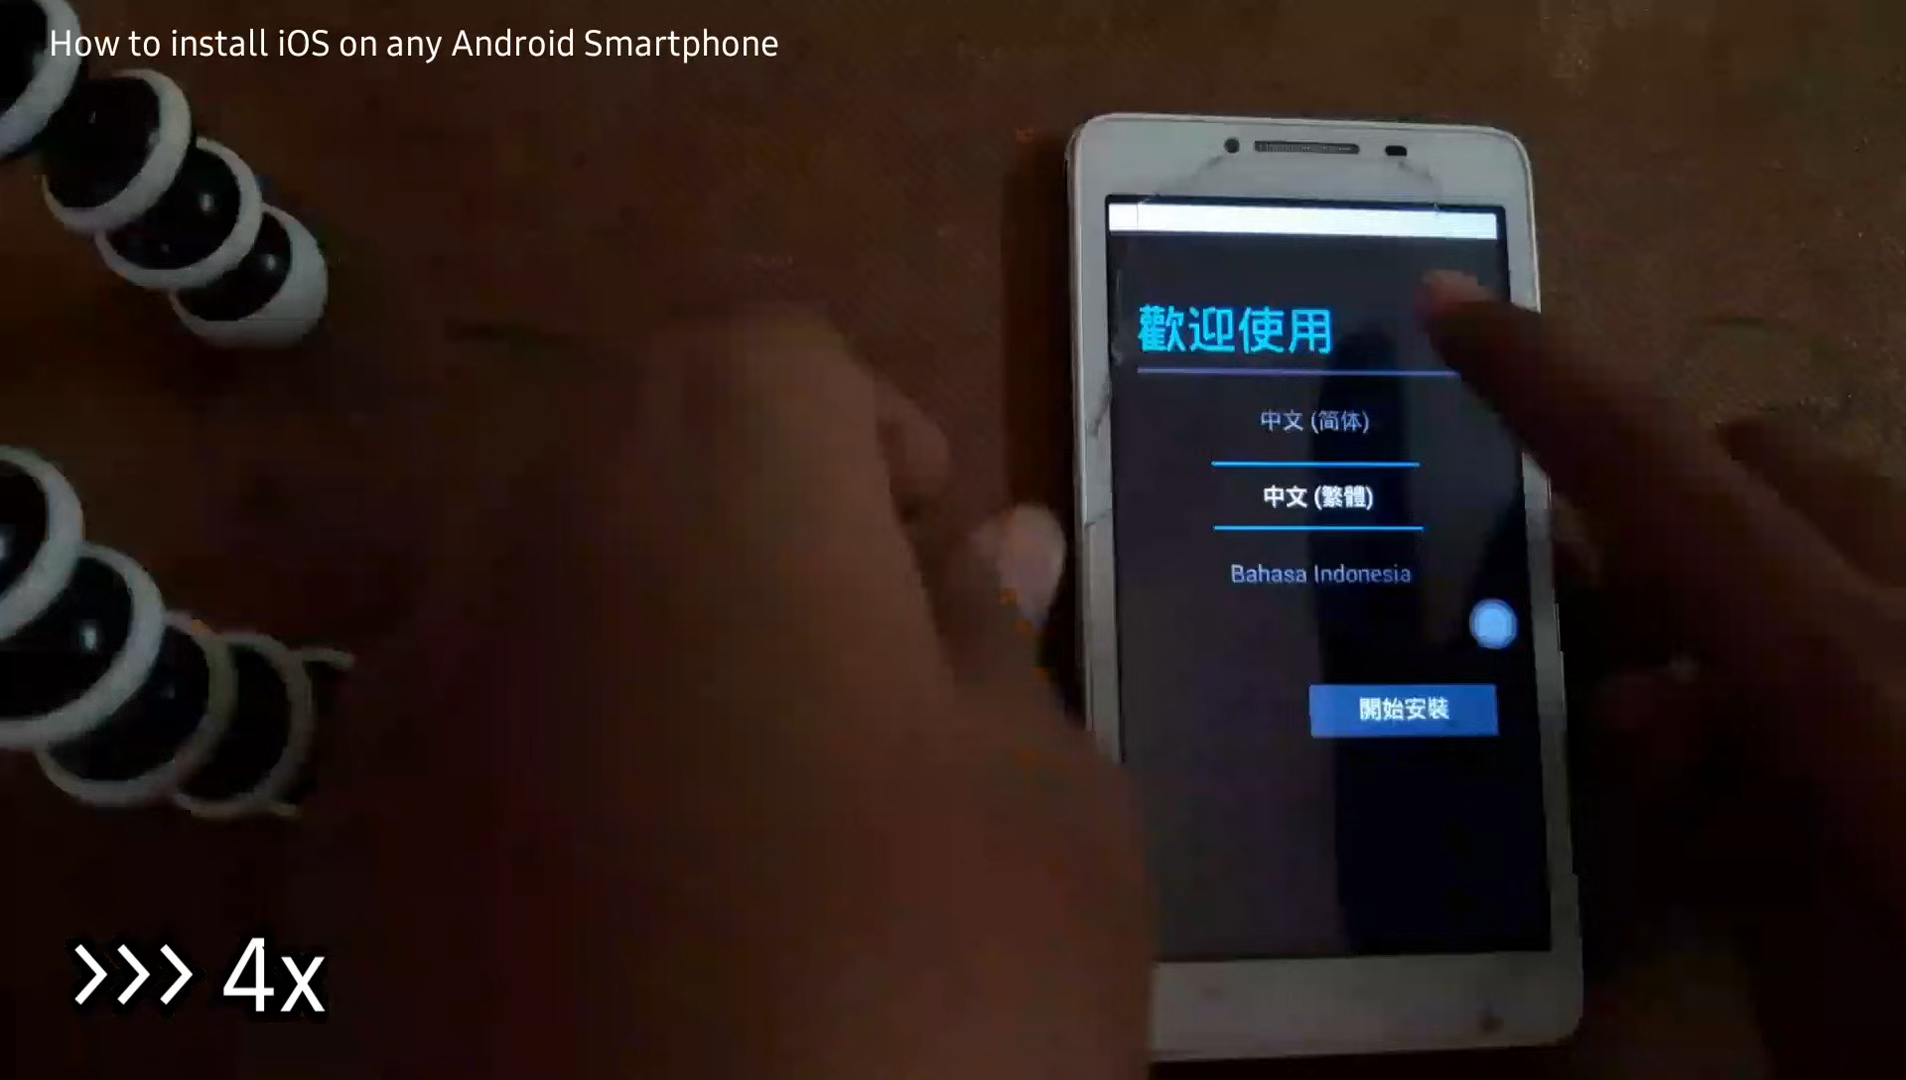 How to install iOS on any Android Smartphone
歡迎使用
中文 (简体)
中文 (繁體)
Bahasa Indonesia
開始安裝
>>> 4x